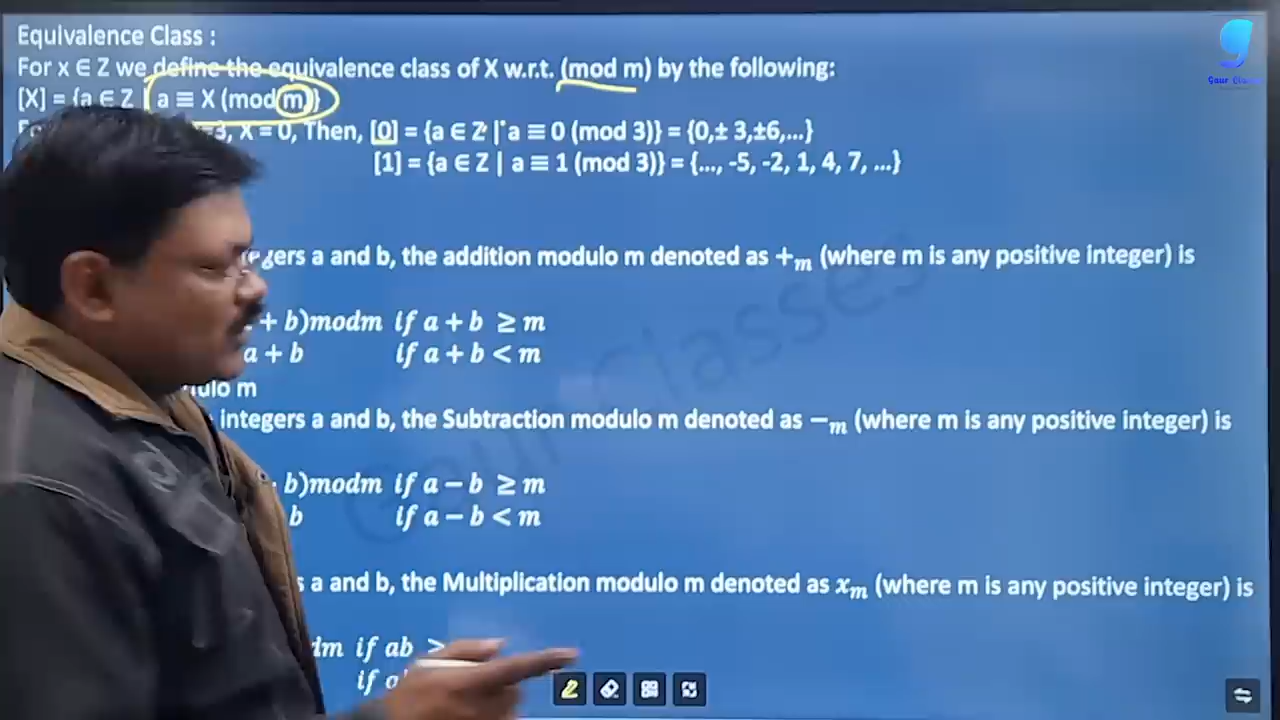 Equivalence Class :
For x ∈ Z we define the equivalence class of X w.r.t. (mod m) by the following:
[X] = {a ∈ Z | a ≡ X (mod m)}
=3, X = 0, Then, [0] = {a ∈ Z | a ≡ 0 (mod 3)} = {0,± 3,±6,...}
[1] = {a ∈ Z | a ≡ 1 (mod 3)} = {..., -5, -2, 1, 4, 7, ...}
a and b, the addition modulo m denoted as +m (where m is any positive integer) is
+ b)modm if a + b ≥ m
a + b if a + b < m
m
integers a and b, the Subtraction modulo m denoted as −m (where m is any positive integer) is
b)modm if a − b ≥ m
b if a − b < m
a and b, the Multiplication modulo m denoted as xm (where m is any positive integer) is
if ab
if
Gaur Classes